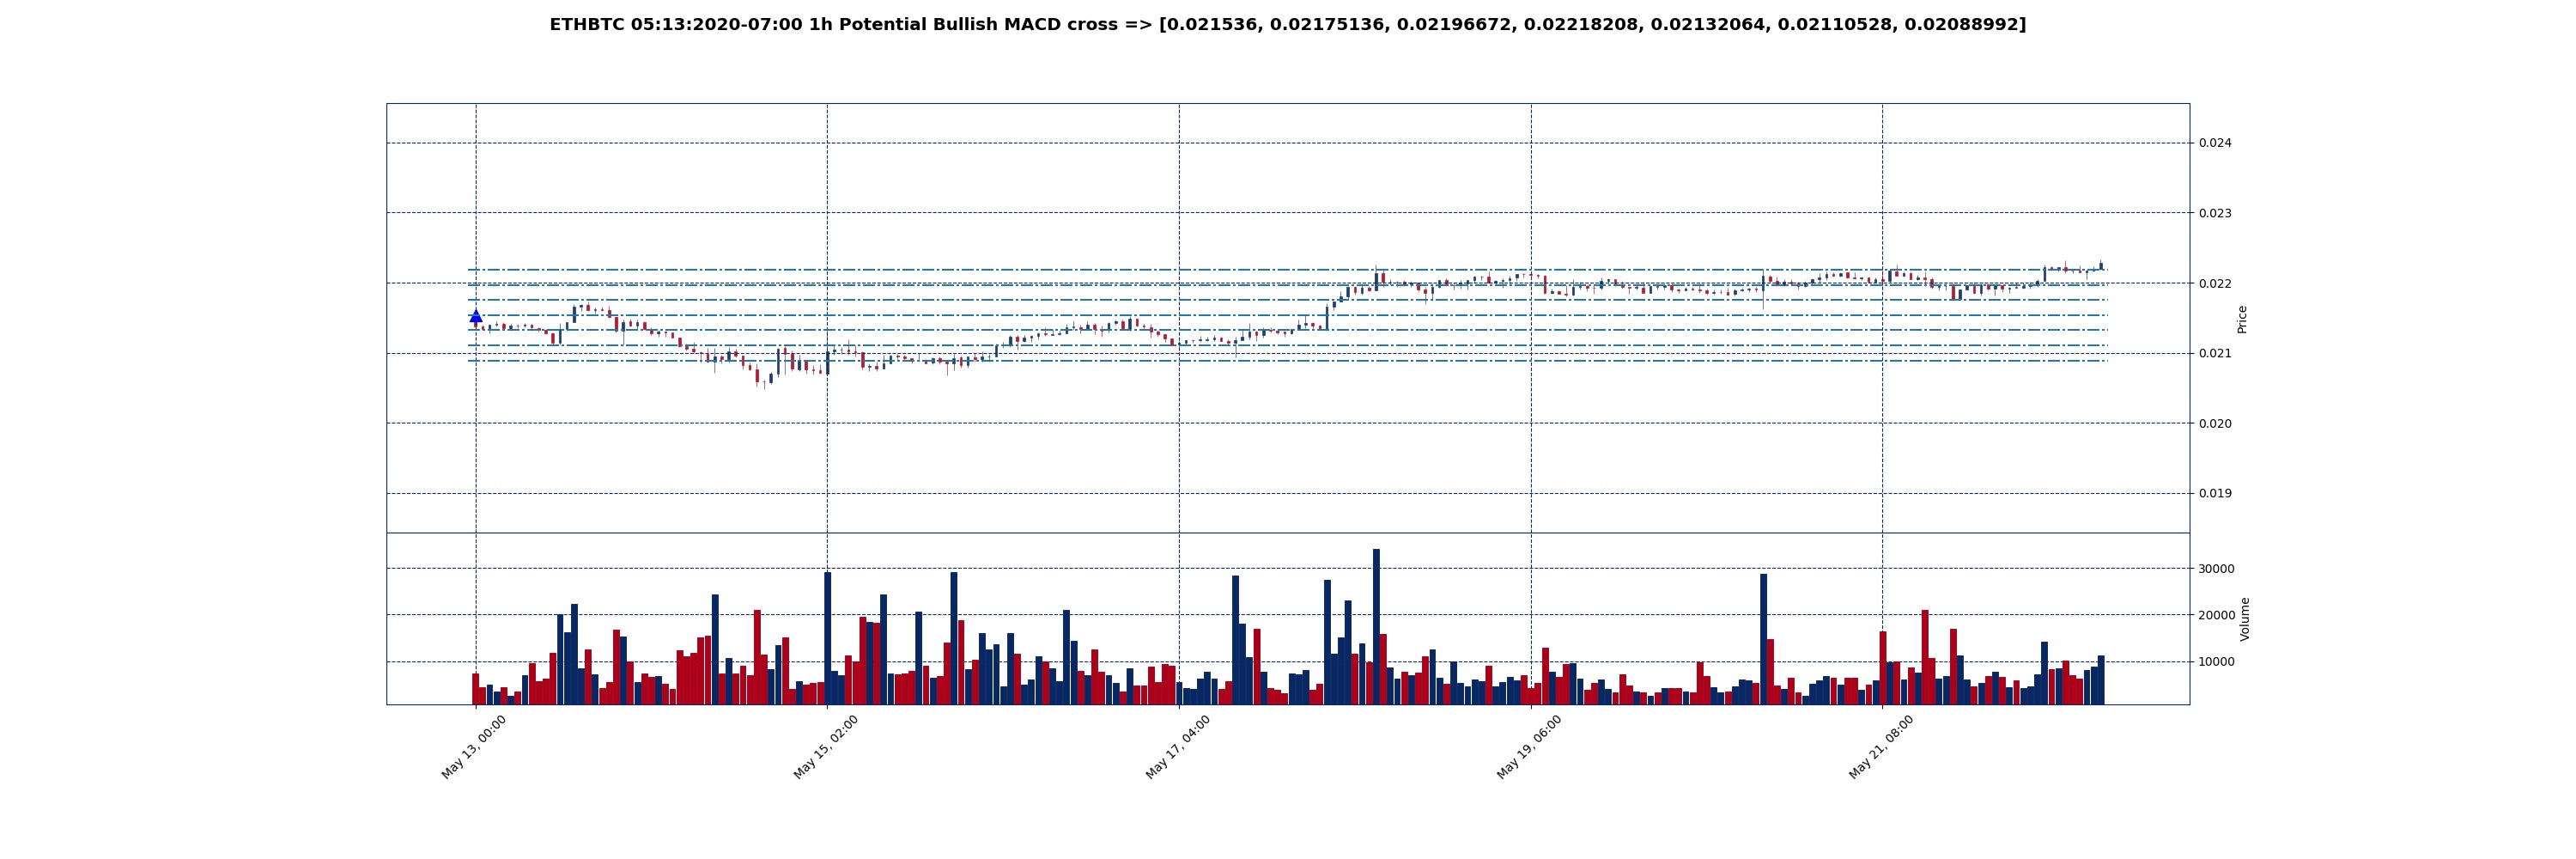 ETHBTC 05:13:2020-07:00 1h Potential Bullish MACD cross => [0.021536, 0.02175136, 0.02196672, 0.02218208, 0.02132064, 0.02110528, 0.02088992]
0.024
0.023
0.022
0.021
0.020
0.019
Price
30000
20000
10000
Volume
May 13, 00:00
May 15, 02:00
May 17, 04:00
May 19, 06:00
May 21, 08:00